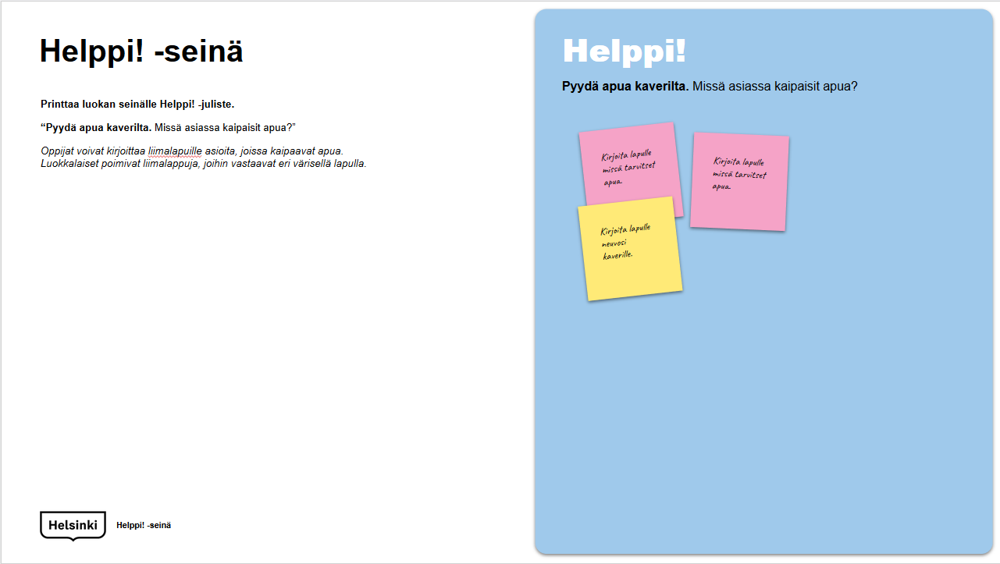 Helppi! -seinä
Printtaa luokan seinälle Helppi! -juliste.
“Pyydä apua kaverilta. Missä asiassa kaipaisit apua?”
Oppijat voivat kirjoittaa liimalapuille asioita, joissa kaipaavat apua.
Luokkalaiset poimivat liimalappuja, joihin vastaavat eri värisellä lapulla.
Helsinki
Helppi! -seinä
Helppi!
Pyydä apua kaverilta. Missä asiassa kaipaisit apua?
Kirjoita lapulle
missä tarvitset
apua.
Kirjoita lapulle
missä tarvitset
apua.
Kirjoita lapulle
neuvosi
kaverille.